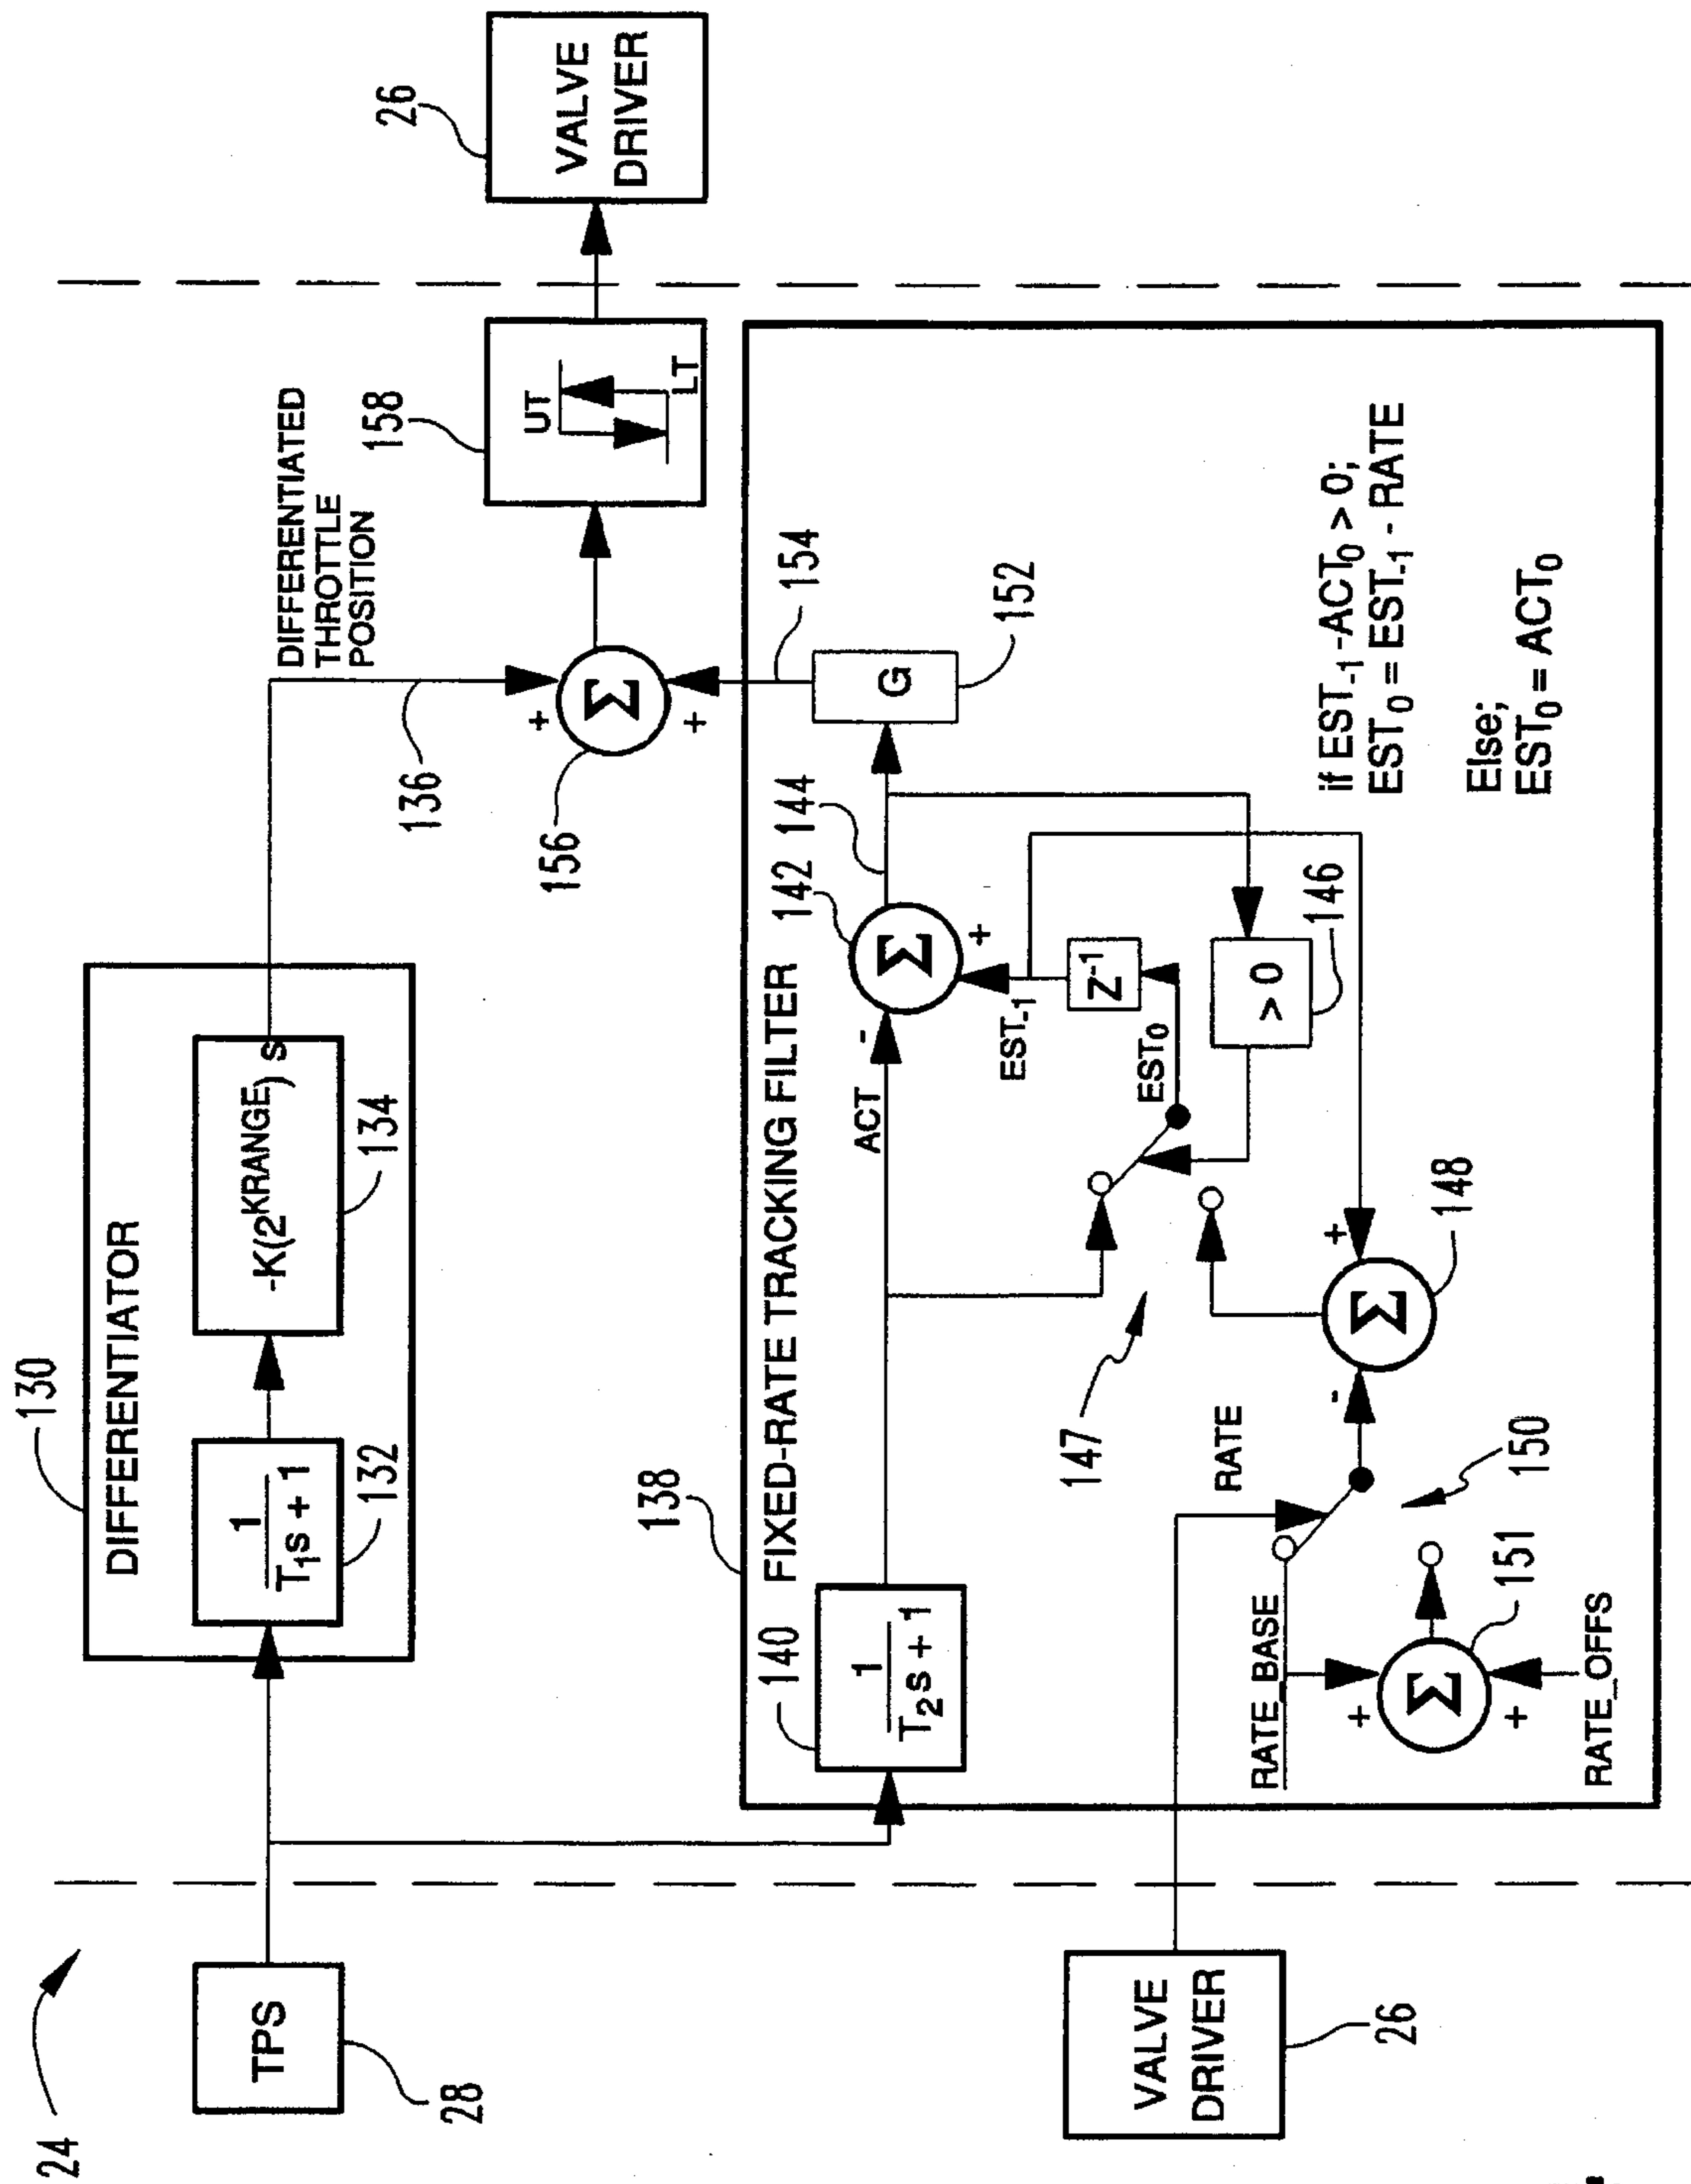 24
TPS
28
130
DIFFERENTIATOR
1
T₁s + 1
132
-K(2^KRANGE) s
134
136
DIFFERENTIATED
THROTTLE
POSITION
156
Σ
+
+
158
UT
LT
26
VALVE
DRIVER
138
FIXED-RATE TRACKING FILTER
140
1
T₂s + 1
ACT
-
142
Σ
+
144
G
152
154
EST₋₁
Z⁻¹
EST₀
> 0
146
147
148
Σ
+
-
RATE
150
RATE_BASE
+
Σ
+
151
RATE_OFFS
VALVE
DRIVER
26
if EST₋₁-ACT₀ > 0;
EST₀ = EST₋₁ - RATE
Else;
EST₀ = ACT₀